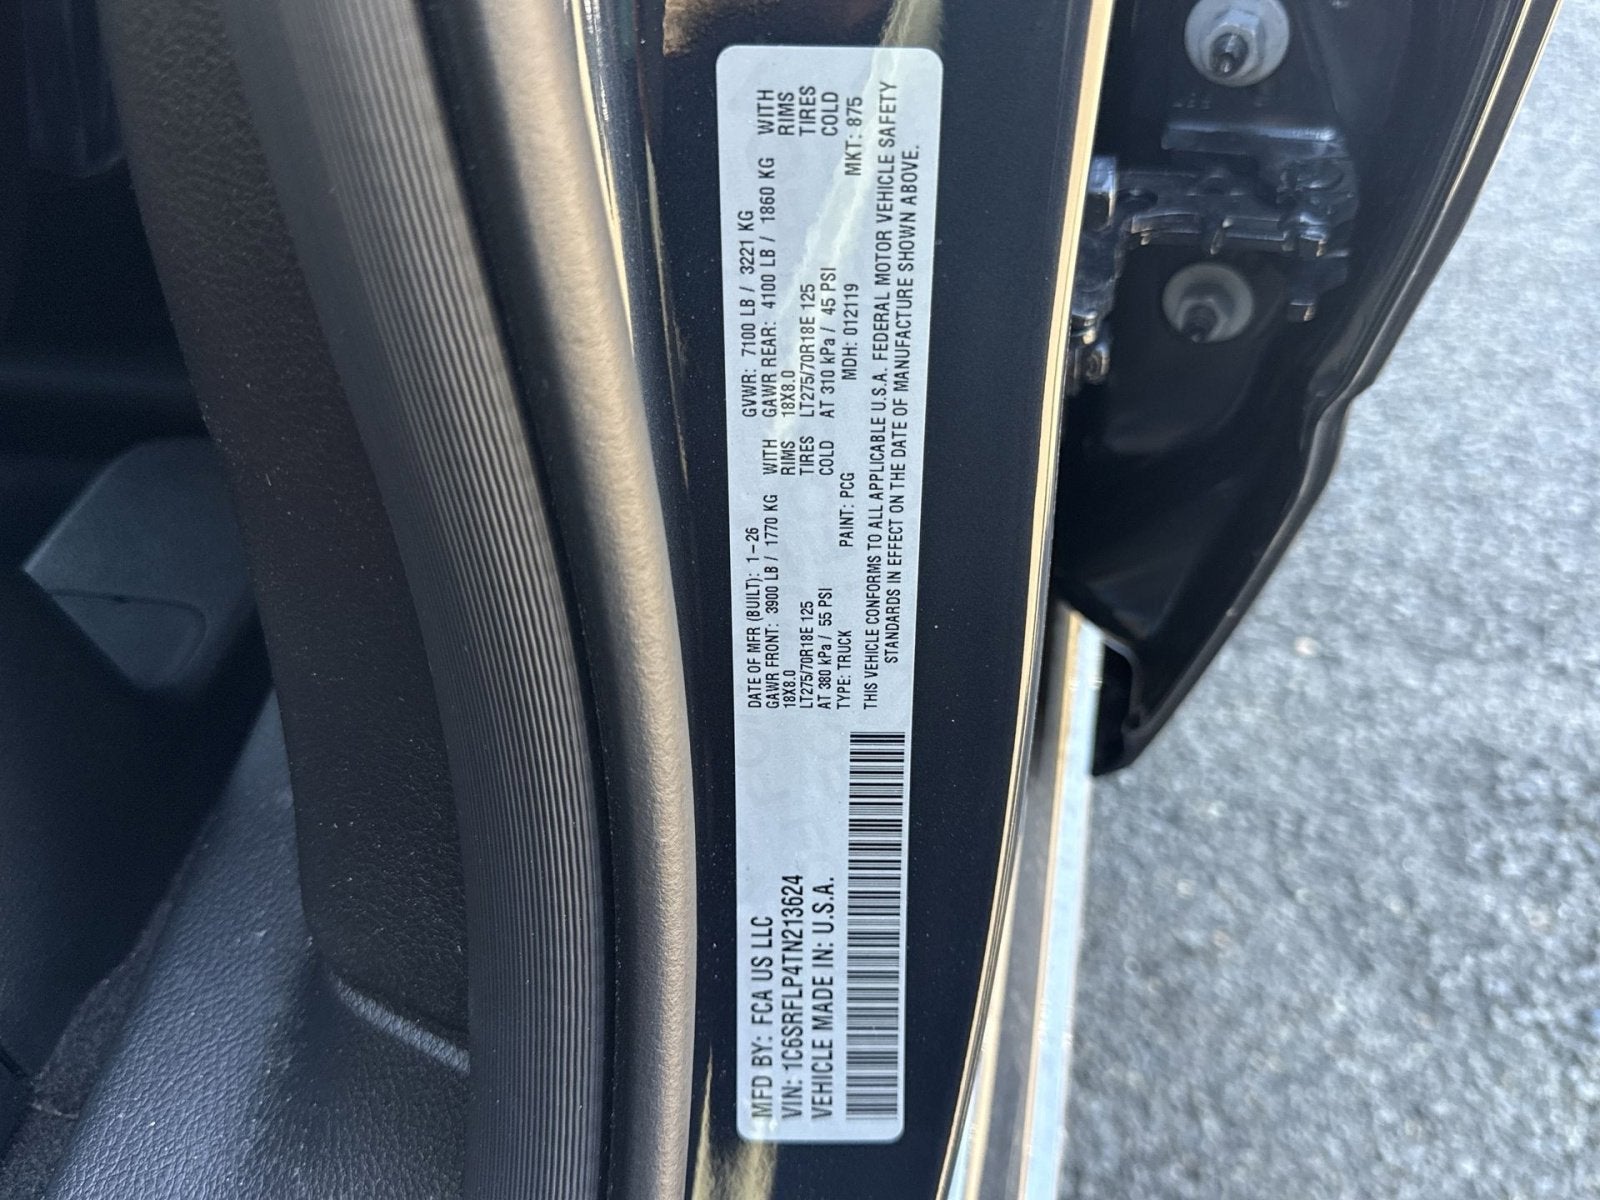 MFD BY: FCA US LLC
VIN: 1C6SRFLP4TN213624
VEHICLE MADE IN: U.S.A.
DATE OF MFR (BUILT): 1-26 GVWR: 7100 LB / 3221 KG
GAWR FRONT: 3900 LB / 1770 KG WITH GAWR REAR: 4100 LB / 1860 KG WITH
18X8.0 RIMS 18X8.0 RIMS
LT275/70R18E 125 TIRES LT275/70R18E 125 TIRES
AT 380 kPa / 55 PSI COLD AT 310 kPa / 45 PSI COLD
TYPE: TRUCK PAINT: PCG MDH: 012119 MKT: 875
THIS VEHICLE CONFORMS TO ALL APPLICABLE U.S.A. FEDERAL MOTOR VEHICLE SAFETY
STANDARDS IN EFFECT ON THE DATE OF MANUFACTURE SHOWN ABOVE.